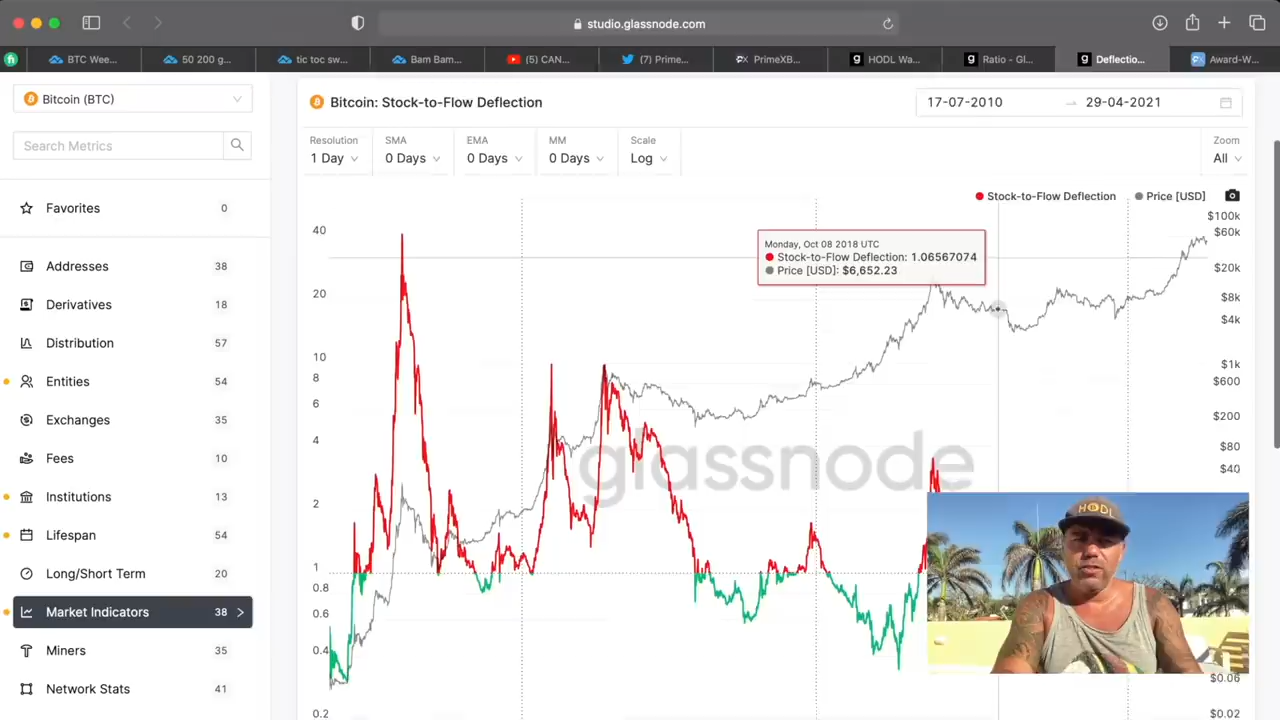 studio.glassnode.com
BTC Wee...
50 200 g...
tic toc sw...
Bam Bam...
(5) CAN...
(7) Prime...
PrimeXB...
HODL Wa...
Ratio - Gl...
Deflectio...
Award-W...
Bitcoin (BTC)
Search Metrics
Favorites 0
Addresses 38
Derivatives 18
Distribution 57
Entities 54
Exchanges 35
Fees 10
Institutions 13
Lifespan 54
Long/Short Term 20
Market Indicators 38
Miners 35
Network Stats 41
Bitcoin: Stock-to-Flow Deflection
17-07-2010 → 29-04-2021
Resolution
1 Day
SMA
0 Days
EMA
0 Days
MM
0 Days
Scale
Log
Zoom
All
Stock-to-Flow Deflection
Price [USD]
Monday, Oct 08 2018 UTC
Stock-to-Flow Deflection: 1.06567074
Price [USD]: $6,652.23
40
20
10
8
6
4
2
1
0.8
0.6
0.4
0.2
$100k
$60k
$20k
$8k
$4k
$1k
$600
$200
$80
$40
$0.06
$0.02
glassnode
HODL